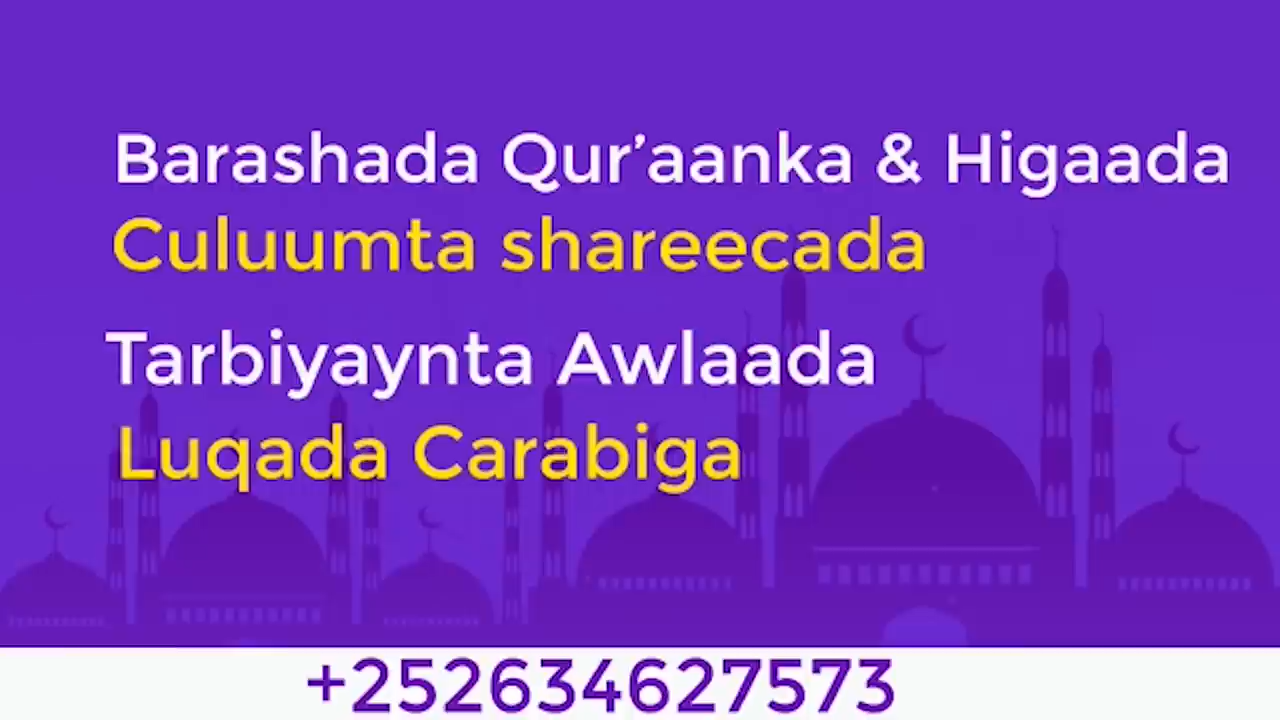 Barashada Qur’aanka & Higaada
Culuumta shareecada
Tarbiyaynta Awlaada
Luqada Carabiga
+252634627573